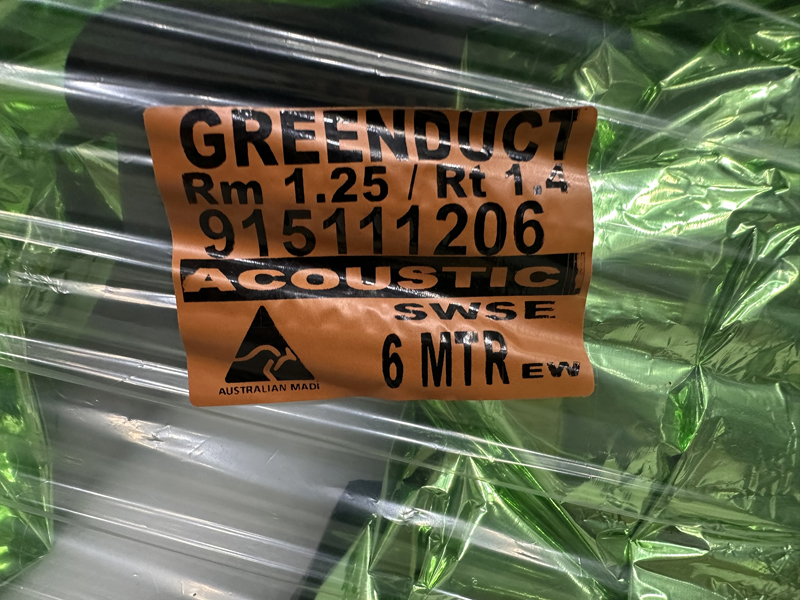 GREENDUCT
Rm 1.25 / Rt 1.4
915111206
ACOUSTIC
SWSE
6 MTR EW
AUSTRALIAN MADE